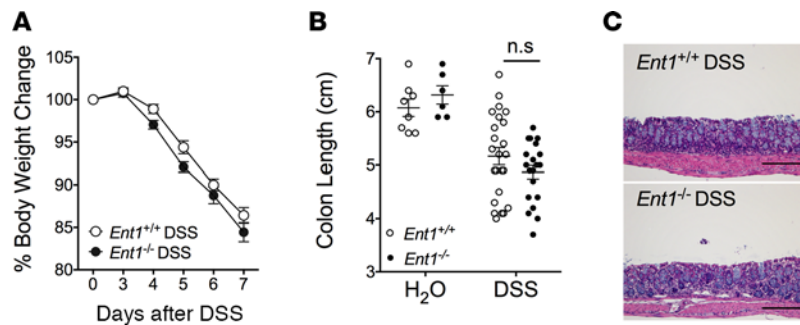 A
% Body Weight Change
105
100
95
90
85
80
Ent1+/+ DSS
Ent1-/- DSS
0 3 4 5 6 7
Days after DSS
B
n.s
Colon Length (cm)
7
6
5
4
3
Ent1+/+
Ent1-/-
H2O DSS
C
Ent1+/+ DSS
Ent1-/- DSS